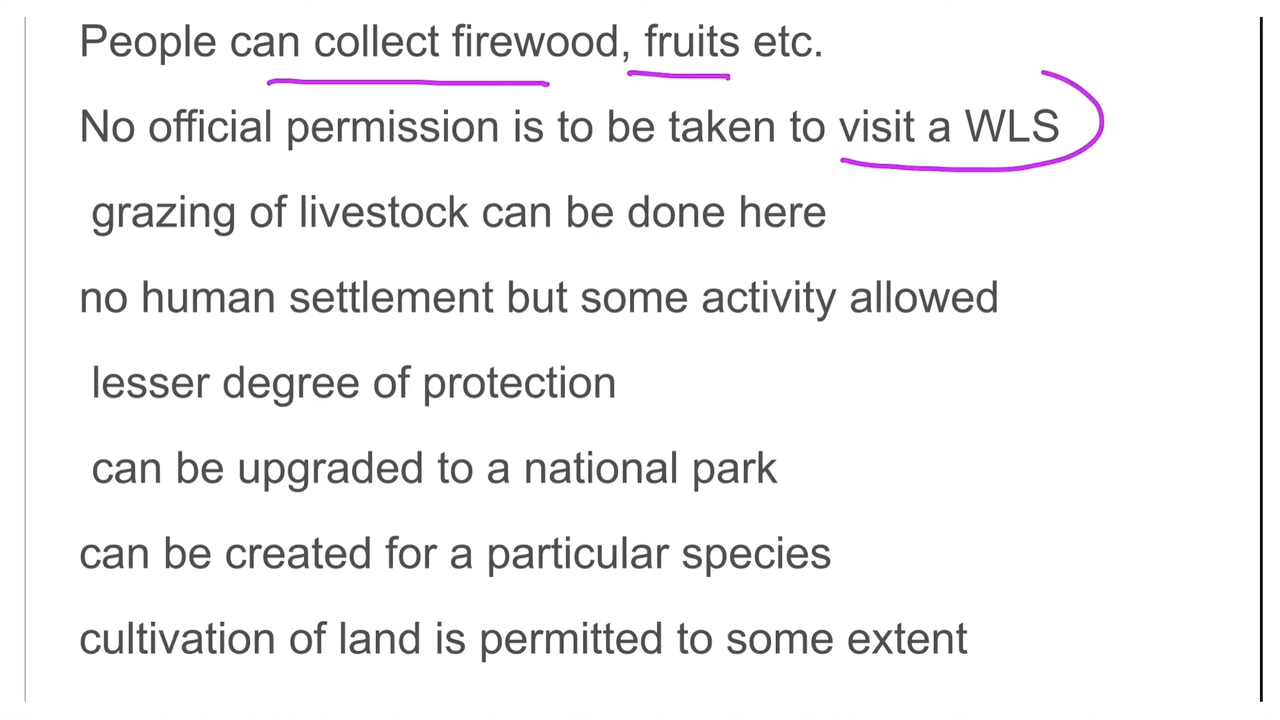 People can collect firewood, fruits etc.
No official permission is to be taken to visit a WLS
grazing of livestock can be done here
no human settlement but some activity allowed
lesser degree of protection
can be upgraded to a national park
can be created for a particular species
cultivation of land is permitted to some extent